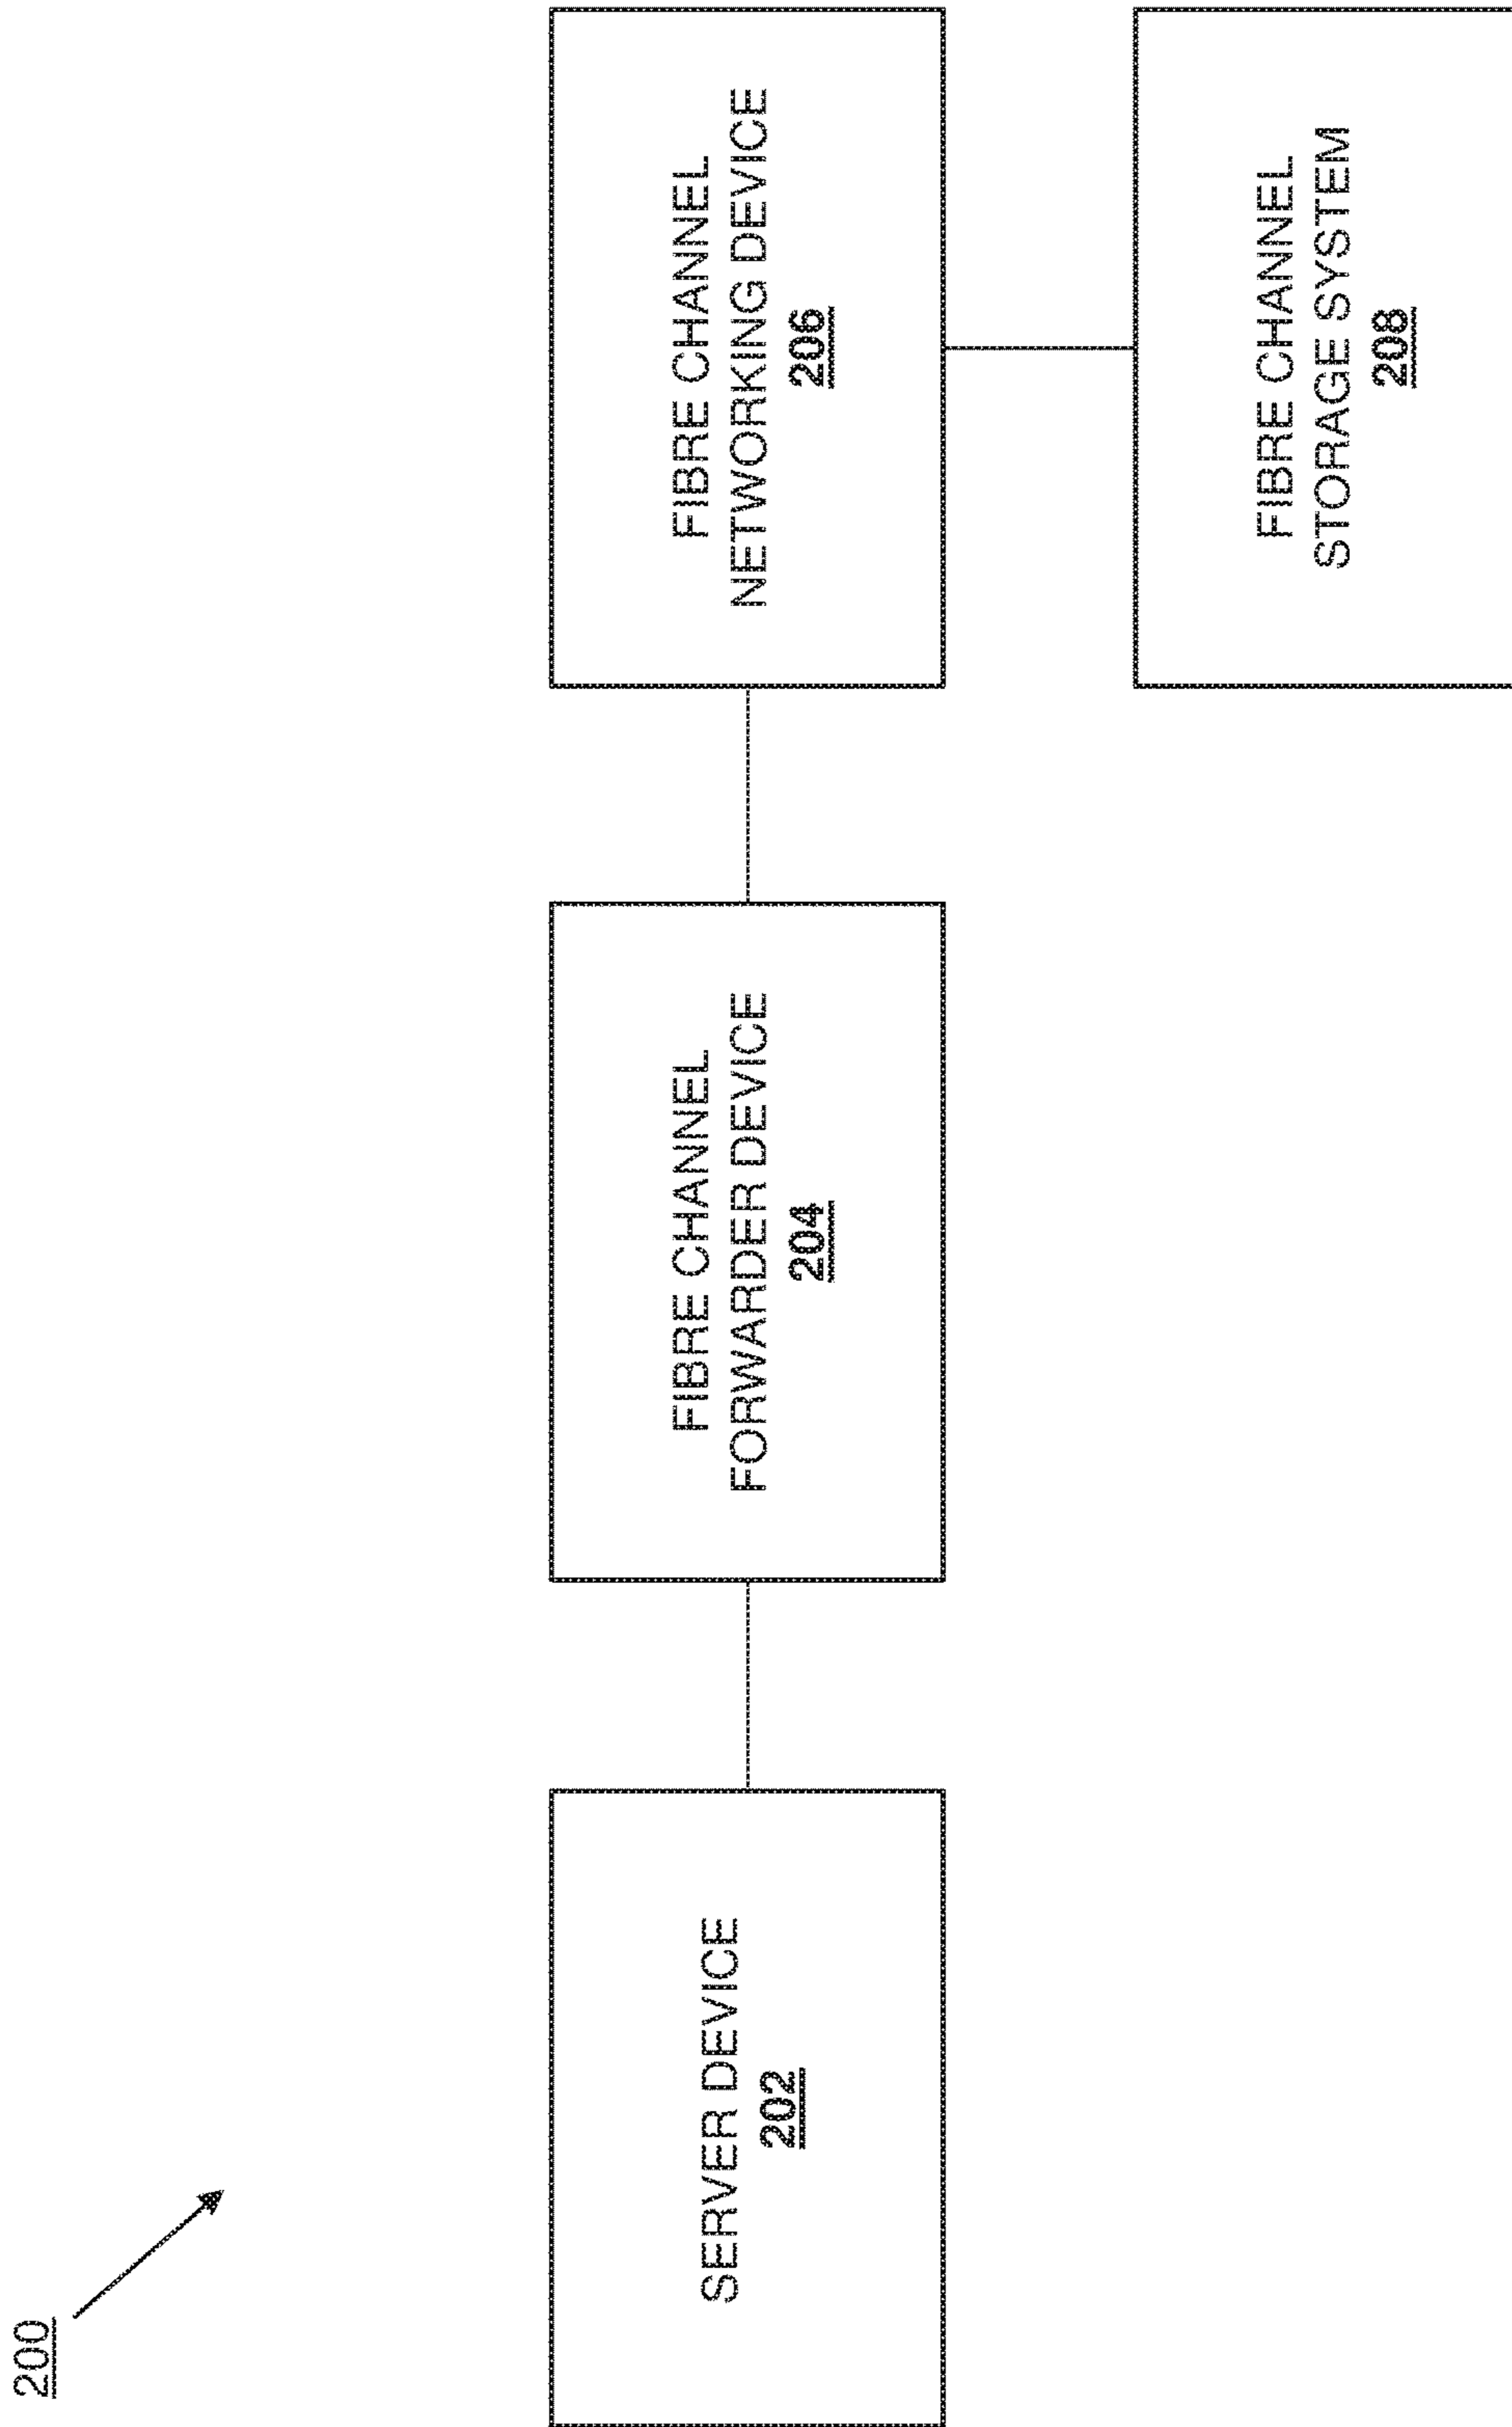 200
SERVER DEVICE
202
FIBRE CHANNEL
FORWARDER DEVICE
204
FIBRE CHANNEL
NETWORKING DEVICE
206
FIBRE CHANNEL
STORAGE SYSTEM
208